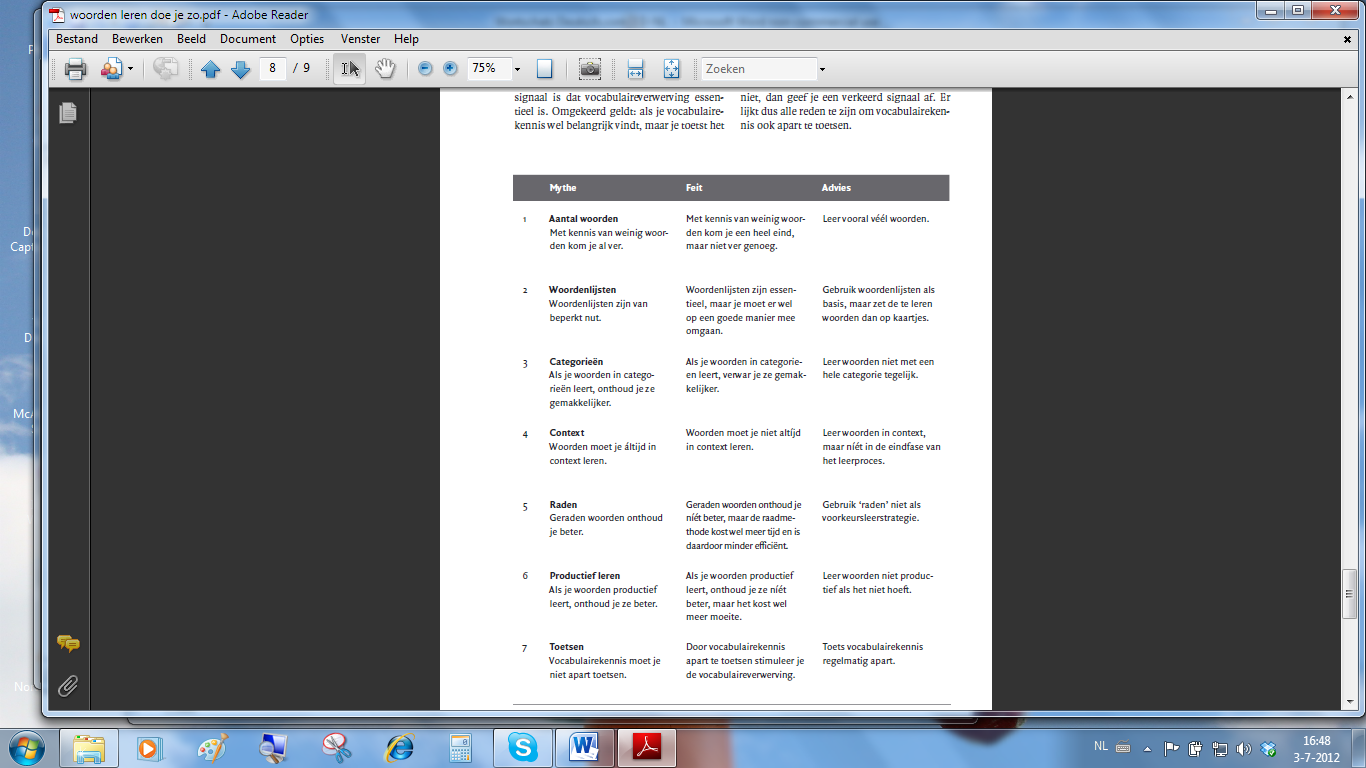 woorden leren doe je zo.pdf - Adobe Reader
Bestand Bewerken Beeld Document Opties Venster Help
8 / 9 75% Zoeken
signaal is dat vocabulaireverwerving essen-
tieel is. Omgekeerd geldt: als je vocabulaire-
kennis wel belangrijk vindt, maar je toetst het
niet, dan geef je een verkeerd signaal af. Er
lijkt dus alle reden te zijn om vocabulaireken-
nis ook apart te toetsen.
Mythe Feit Advies
1 Aantal woorden
Met kennis van weinig woor-
den kom je al ver.
Met kennis van weinig woor-
den kom je een heel eind,
maar niet ver genoeg.
Leer vooral véél woorden.
2 Woordenlijsten
Woordenlijsten zijn van
beperkt nut.
Woordenlijsten zijn essen-
tieel, maar je moet er wel
op een goede manier mee
omgaan.
Gebruik woordenlijsten als
basis, maar zet de te leren
woorden dan op kaartjes.
3 Categorieën
Als je woorden in catego-
rieën leert, onthoud je ze
gemakkelijker.
Als je woorden in categorie-
en leert, verwar je ze gemak-
kelijker.
Leer woorden niet met een
hele categorie tegelijk.
4 Context
Woorden moet je áltijd in
context leren.
Woorden moet je niet altíjd
in context leren.
Leer woorden in context,
maar níét in de eindfase van
het leerproces.
5 Raden
Geraden woorden onthoud
je beter.
Geraden woorden onthoud je
níét beter, maar de raadme-
thode kost wel meer tijd en is
daardoor minder efficiënt.
Gebruik ‘raden’ niet als
voorkeursleerstrategie.
6 Productief leren
Als je woorden productief
leert, onthoud je ze beter.
Als je woorden productief
leert, onthoud je ze níét
beter, maar het kost wel
meer moeite.
Leer woorden niet produc-
tief als het niet hoeft.
7 Toetsen
Vocabulairekennis moet je
niet apart toetsen.
Door vocabulairekennis
apart te toetsen stimuleer je
de vocabulaireverwerving.
Toets vocabulairekennis
regelmatig apart.
NL 16:48
3-7-2012